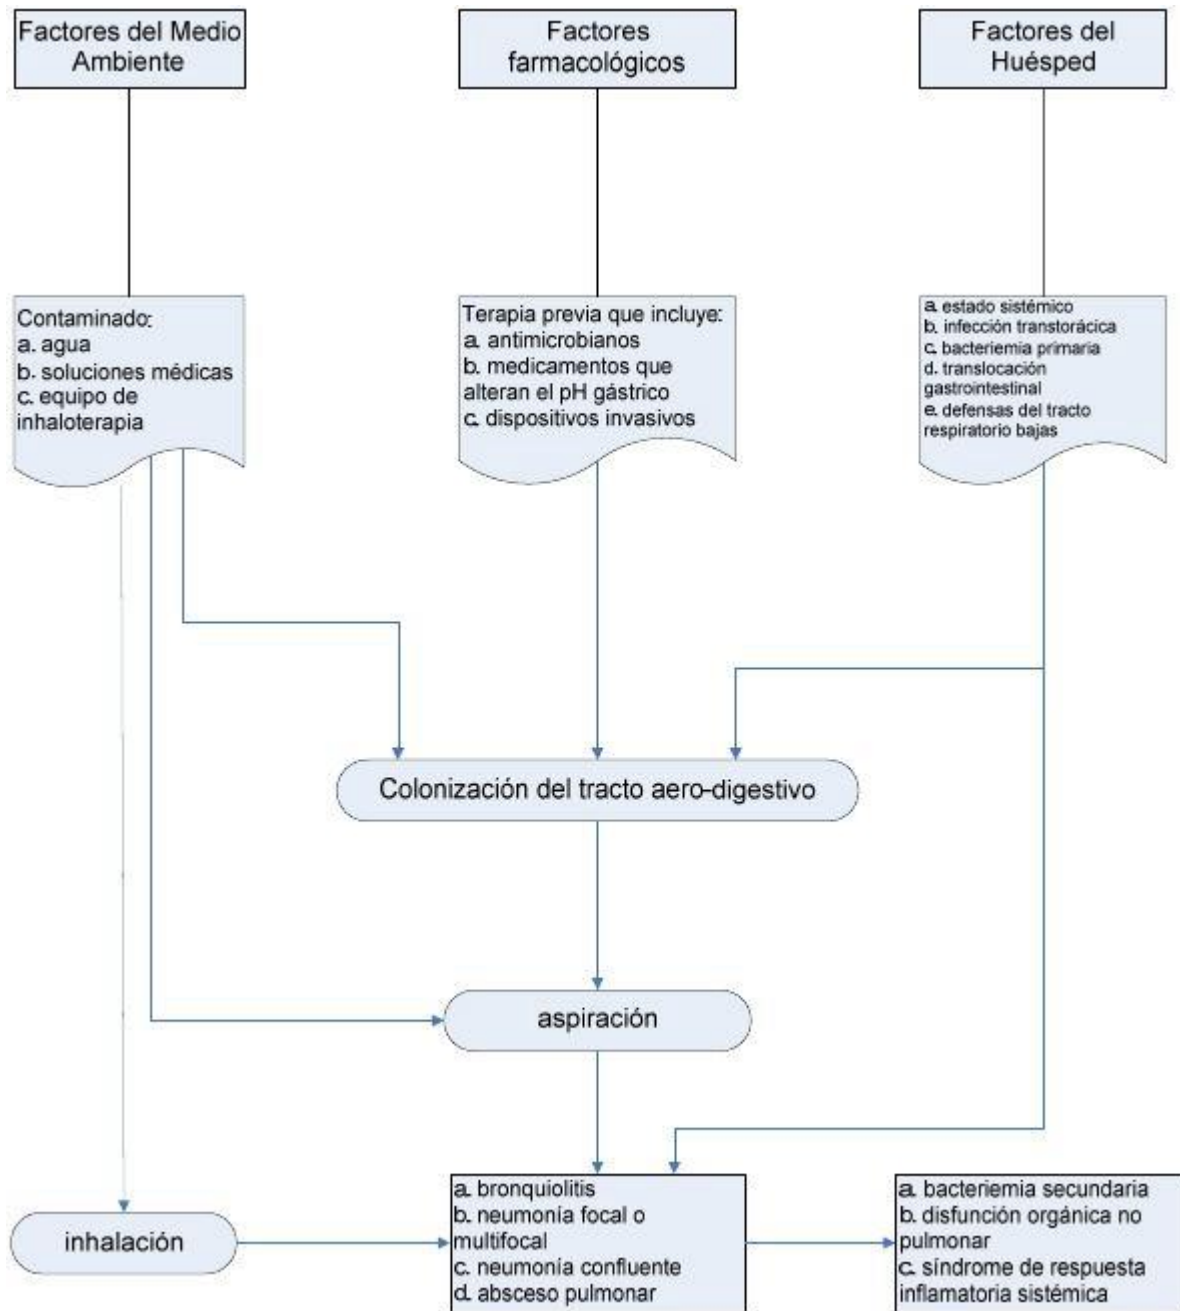 Factores del Medio
Ambiente
Factores
farmacológicos
Factores del
Huésped
Contaminado:
a. agua
b. soluciones médicas
c. equipo de
inhaloterapia
Terapia previa que incluye:
a. antimicrobianos
b. medicamentos que
alteran el pH gástrico
c. dispositivos invasivos
a. estado sistémico
b. infección transtorácica
c. bacteriemia primaria
d. translocación
gastrointestinal
e. defensas del tracto
respiratorio bajas
Colonización del tracto aero-digestivo
aspiración
inhalación
a. bronquiolitis
b. neumonía focal o
multifocal
c. neumonía confluente
d. absceso pulmonar
a. bacteriemia secundaria
b. disfunción orgánica no
pulmonar
c. síndrome de respuesta
inflamatoria sistémica